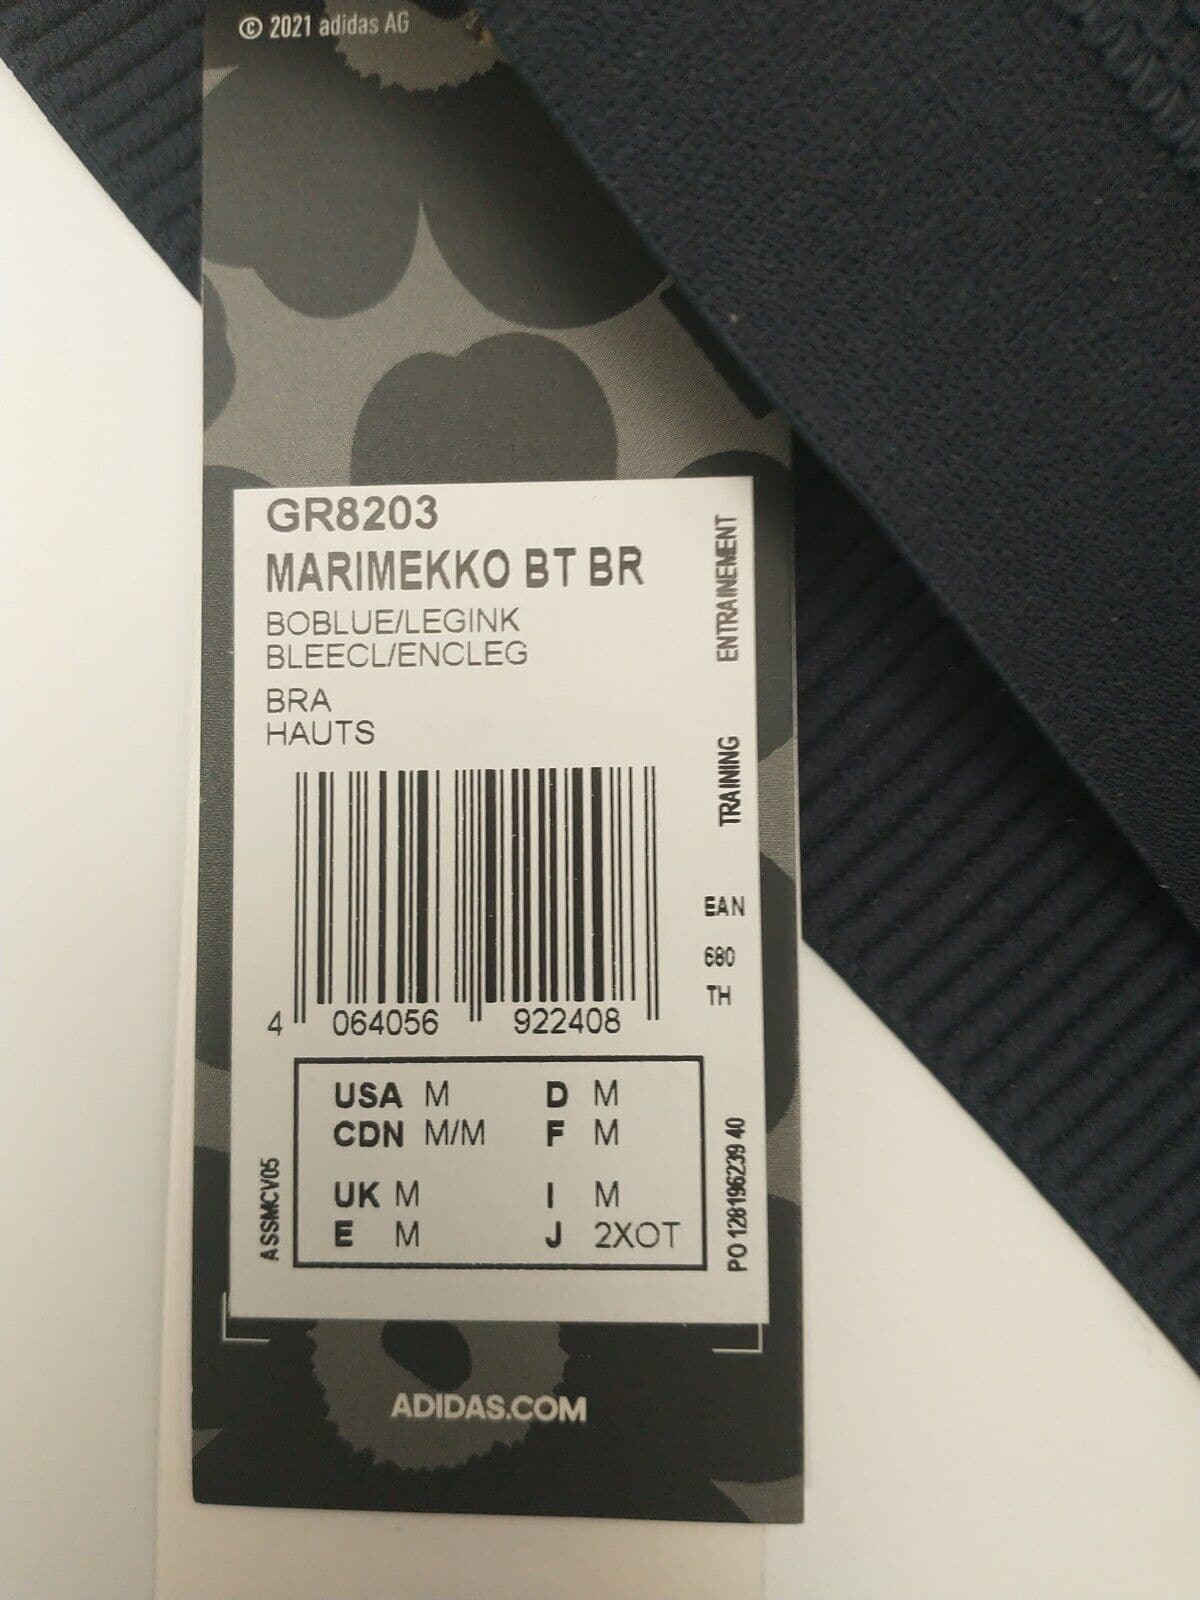 © 2021 adidas AG
GR8203
MARIMEKKO BT BR
BOBLUE/LEGINK
BLEECL/ENCLEG
BRA
HAUTS
ENTRAINEMENT
TRAINING
EAN
680
TH
4 064056 922408
USA M D M
CDN M/M F M
UK M I M
E M J 2XOT
ASSMCV05
PO 128196239 40
ADIDAS.COM